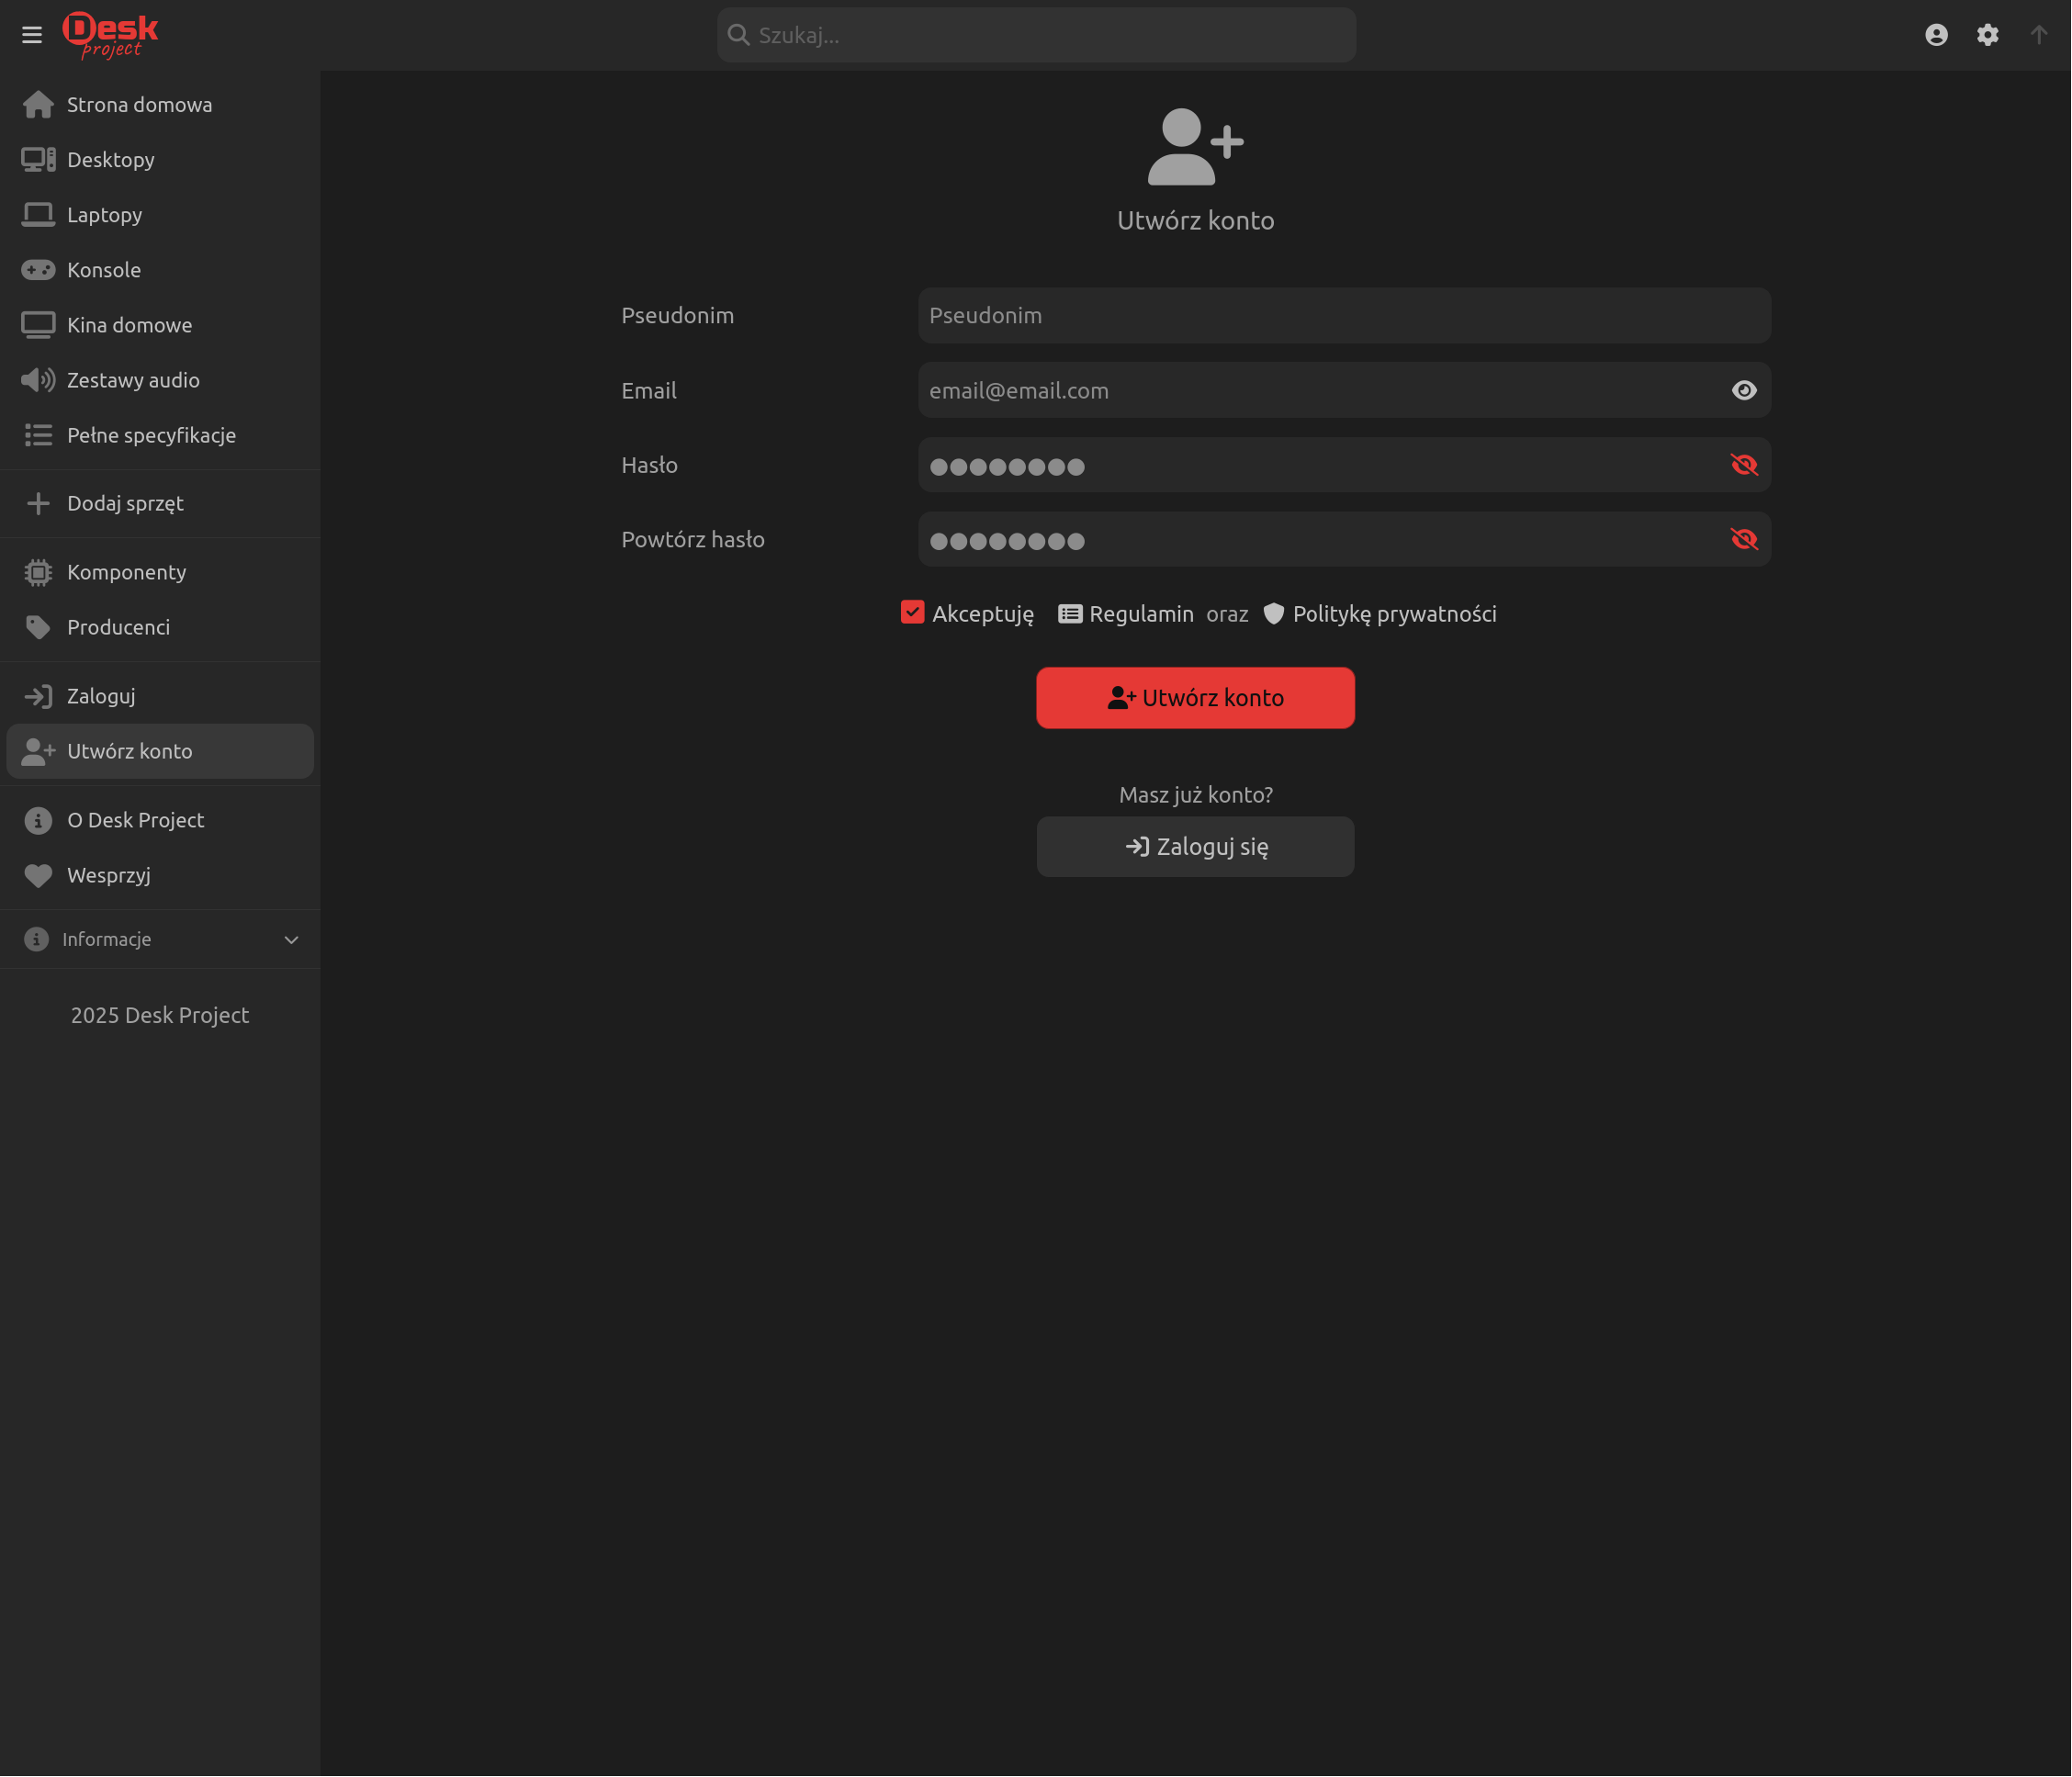 Desk
project
Szukaj...
Strona domowa
Desktopy
Laptopy
Konsole
Kina domowe
Zestawy audio
Pełne specyfikacje
Dodaj sprzęt
Komponenty
Producenci
Zaloguj
Utwórz konto
O Desk Project
Wesprzyj
Informacje
2025 Desk Project
Utwórz konto
Pseudonim
Pseudonim
Email
email@email.com
Hasło
●●●●●●●●
Powtórz hasło
●●●●●●●●
Akceptuję Regulamin oraz Politykę prywatności
Utwórz konto
Masz już konto?
Zaloguj się